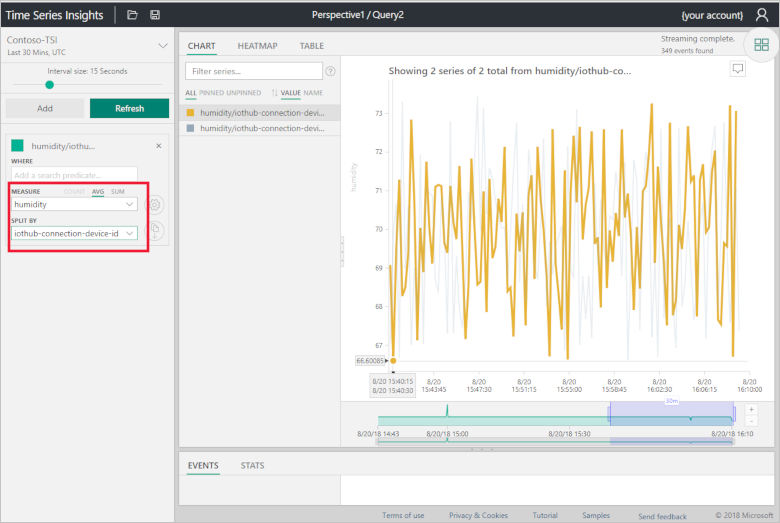 Time Series Insights
Perspective1 / Query2
{your account}
Contoso-TSI
Last 30 Mins, UTC
Interval size: 15 Seconds
Add
Refresh
humidity/iothu...
WHERE
Add a search predicate...
MEASURE COUNT AVG SUM
humidity
SPLIT BY
iothub-connection-device-id
CHART HEATMAP TABLE
Streaming complete.
349 events found
Filter series...
ALL PINNED UNPINNED VALUE NAME
humidity/iothub-connection-devi...
humidity/iothub-connection-devi...
Showing 2 series of 2 total from humidity/iothub-co...
humidity
73
72
71
70
69
68
67
66.60085
8/20 15:40:15
8/20 15:40:30
8/20 15:43:45
8/20 15:47:30
8/20 15:51:15
8/20 15:55:00
8/20 15:58:45
8/20 16:02:30
8/20 16:06:15
8/20 16:10:00
30m
+
-
8/20/18 14:43
8/20/18 15:00
8/20/18 15:30
8/20/18 16:10
EVENTS STATS
Terms of use Privacy & Cookies Tutorial Samples Send feedback © 2018 Microsoft